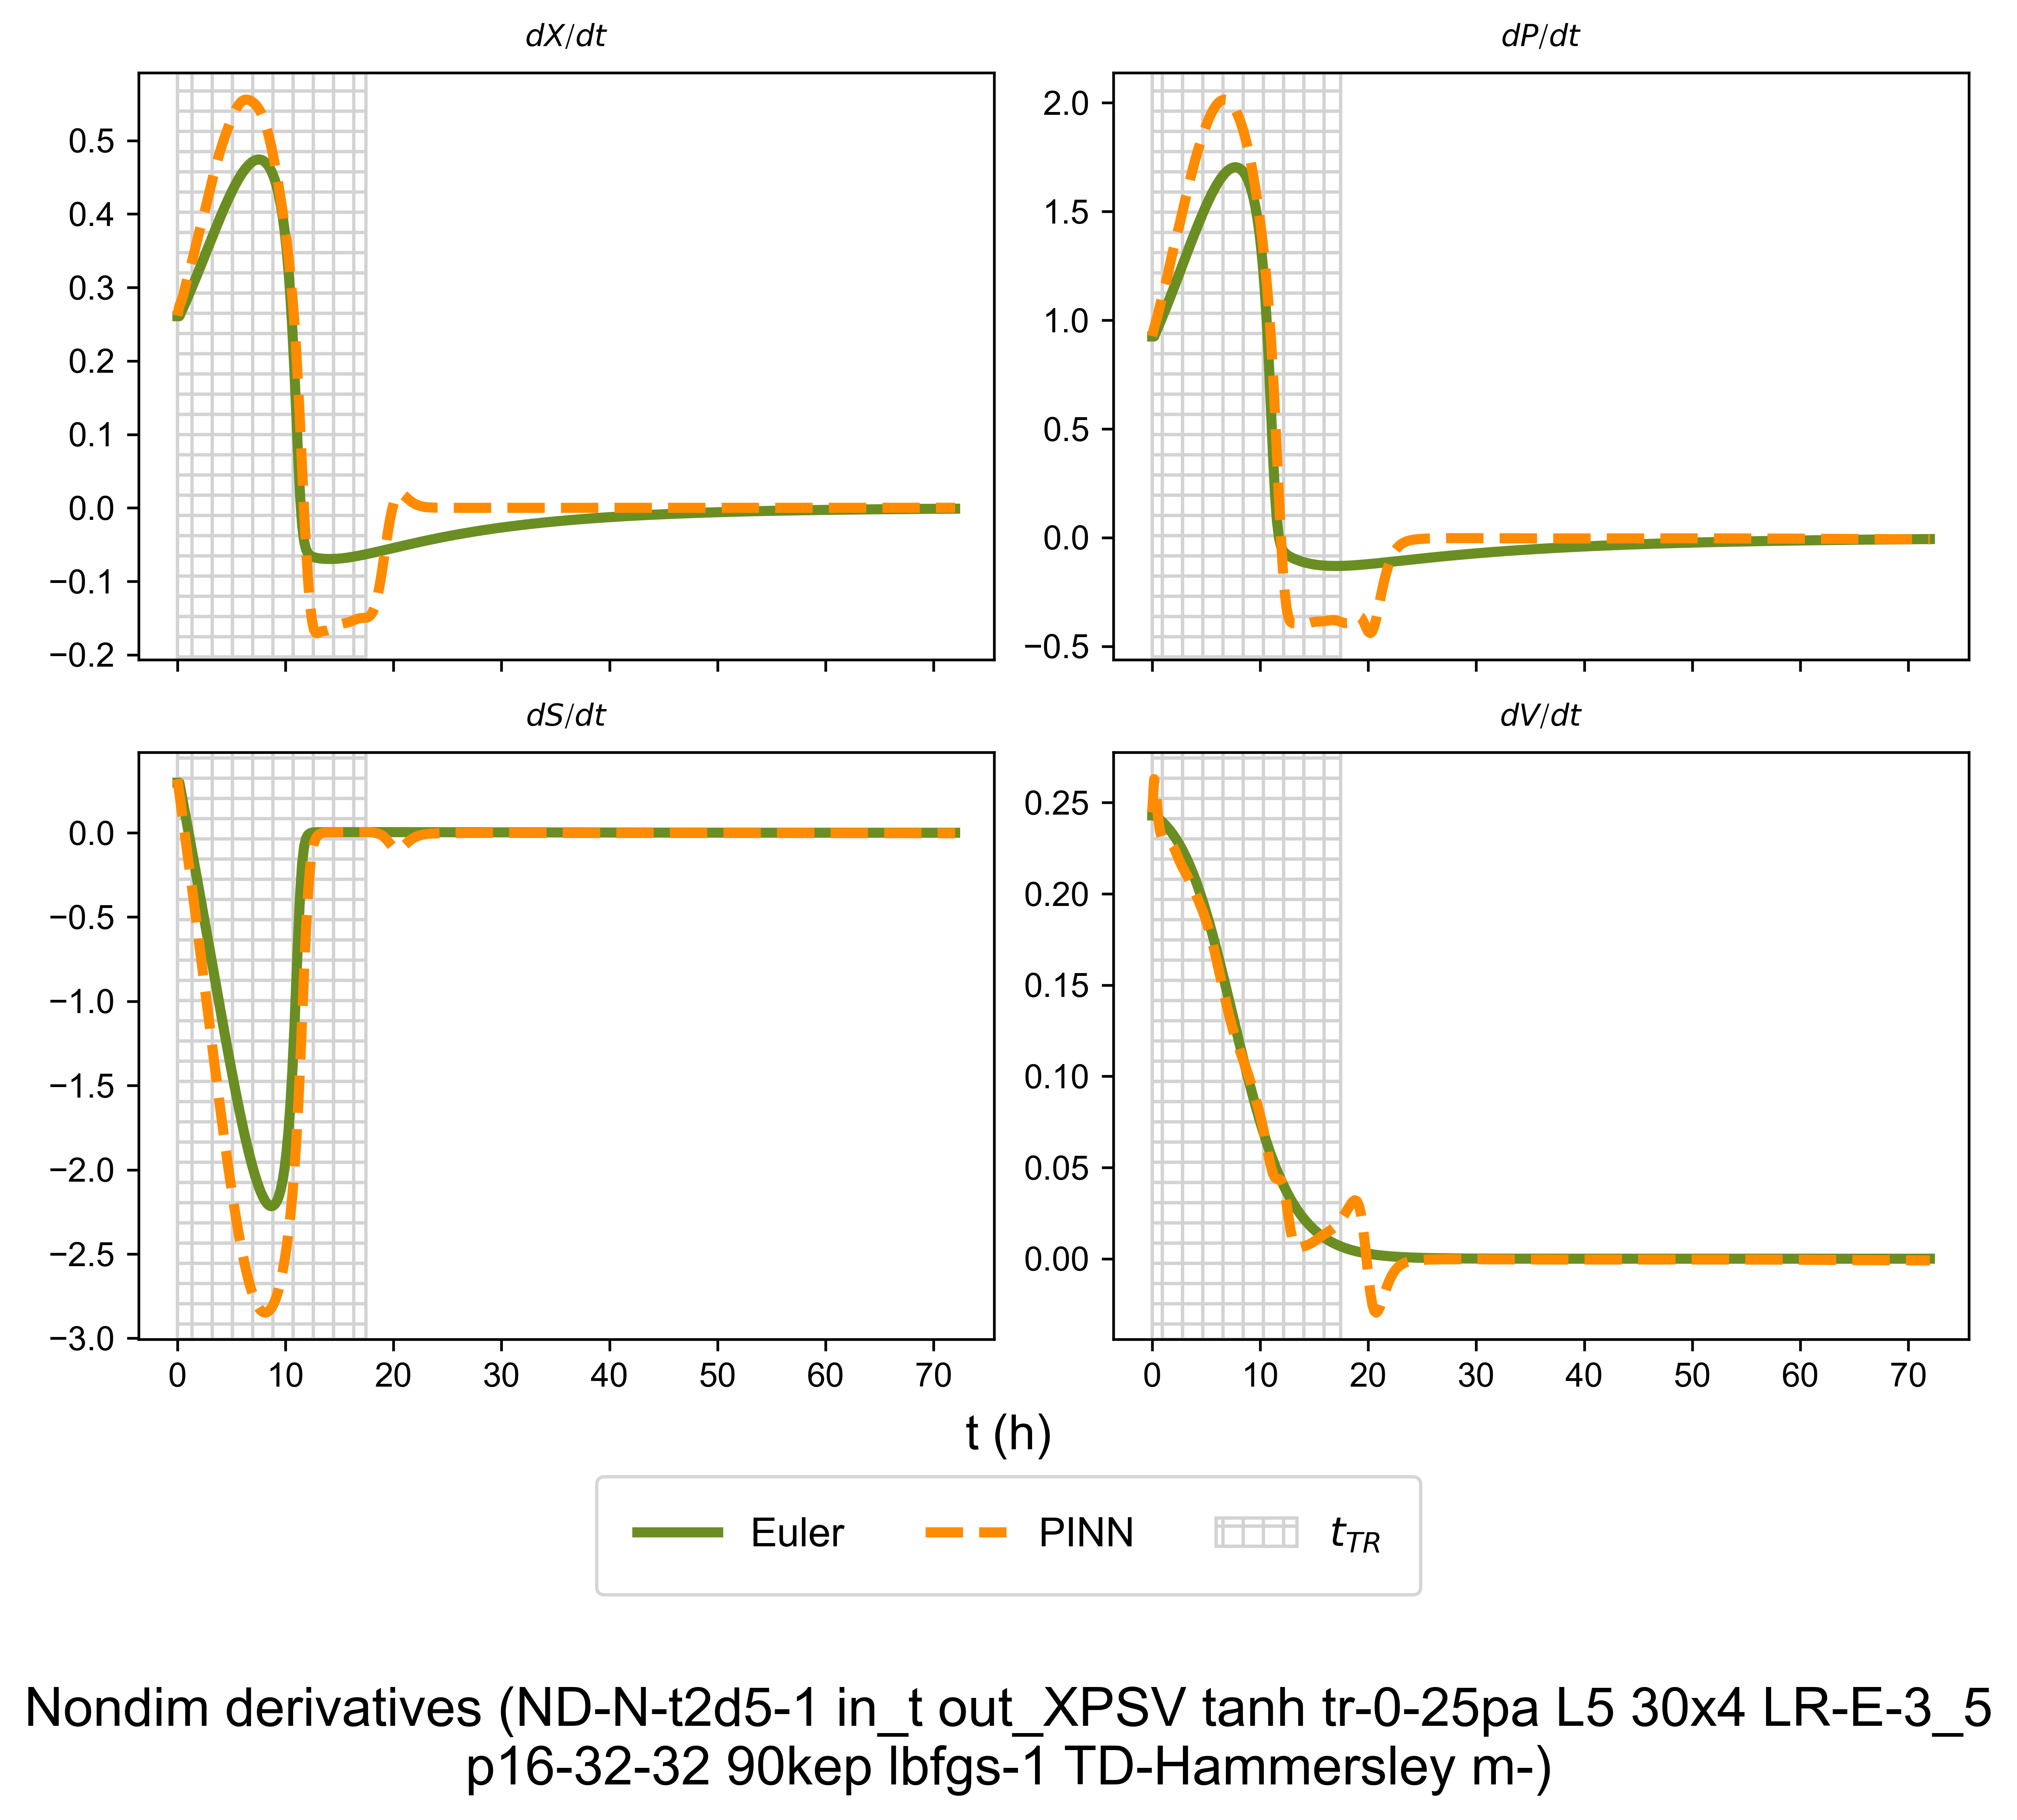 dX/dt
dP/dt
0.5
0.4
0.3
0.2
0.1
0.0
−0.1
−0.2
2.0
1.5
1.0
0.5
0.0
−0.5
dS/dt
dV/dt
0.0
−0.5
−1.0
−1.5
−2.0
−2.5
−3.0
0 10 20 30 40 50 60 70
0.25
0.20
0.15
0.10
0.05
0.00
0 10 20 30 40 50 60 70
t (h)
Euler PINN t_TR
Nondim derivatives (ND-N-t2d5-1 in_t out_XPSV tanh tr-0-25pa L5 30x4 LR-E-3_5
p16-32-32 90kep lbfgs-1 TD-Hammersley m-)